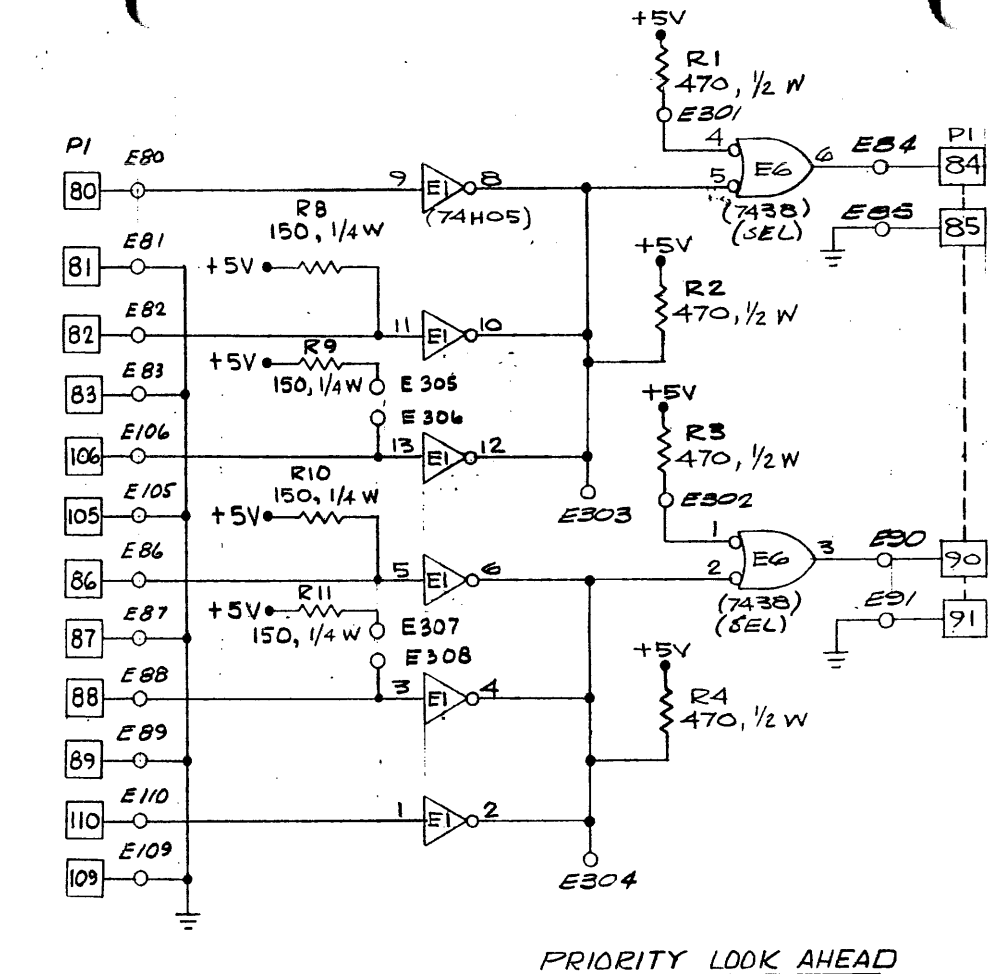 +5V
R1
470, 1/2 W
E301
P1
E80
80
9
E1
8
(74H05)
4
5
E6
6
(7438)
(SEL)
E84
P1
84
E85
85
R8
150, 1/4W
E81
81
+5V
+5V
R2
470, 1/2 W
E82
82
11
E1
10
+5V
R9
150, 1/4W
E305
E83
83
E306
+5V
R3
470, 1/2W
E106
106
13
E1
12
R10
150, 1/4 W
E303
E302
E105
105
+5V
1
2
E6
3
(7438)
(SEL)
E90
90
E86
86
5
E1
6
+5V
R11
150, 1/4 W
E307
E91
91
E87
87
E308
+5V
R4
470, 1/2 W
E88
88
3
E1
4
E89
89
E110
110
1
E1
2
E109
109
E304
PRIORITY LOOK AHEAD